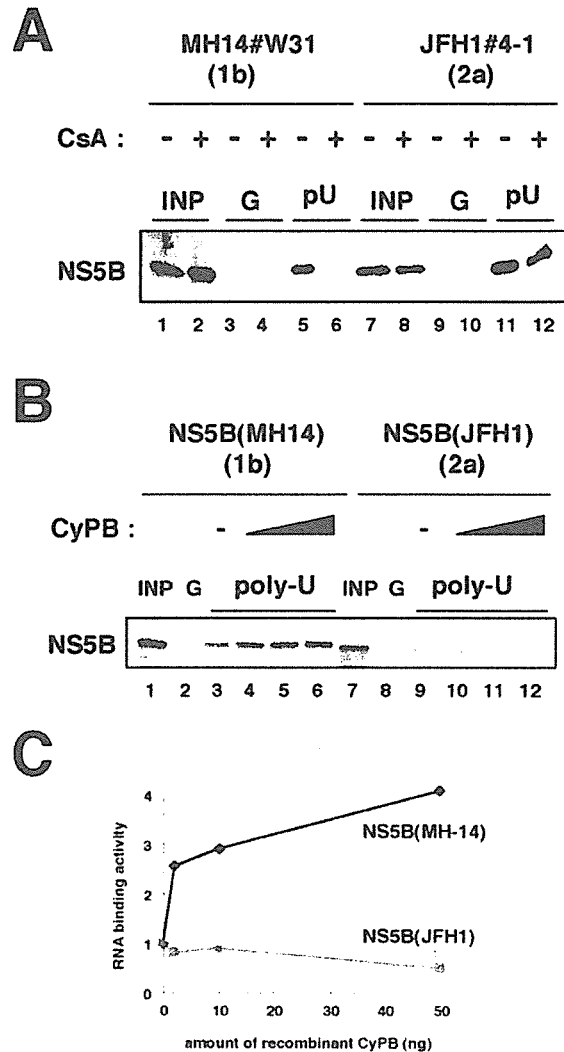 A
MH14#W31 JFH1#4-1
(1b) (2a)
CsA : - + - + - + - + - + - +
INP G pU INP G pU
NS5B
1 2 3 4 5 6 7 8 9 10 11 12
B
NS5B(MH14) NS5B(JFH1)
(1b) (2a)
CyPB : - -
INP G poly-U INP G poly-U
NS5B
1 2 3 4 5 6 7 8 9 10 11 12
C
4
3
2
1
0
RNA binding activity
NS5B(MH-14)
NS5B(JFH1)
0 10 20 30 40 50
amount of recombinant CyPB (ng)